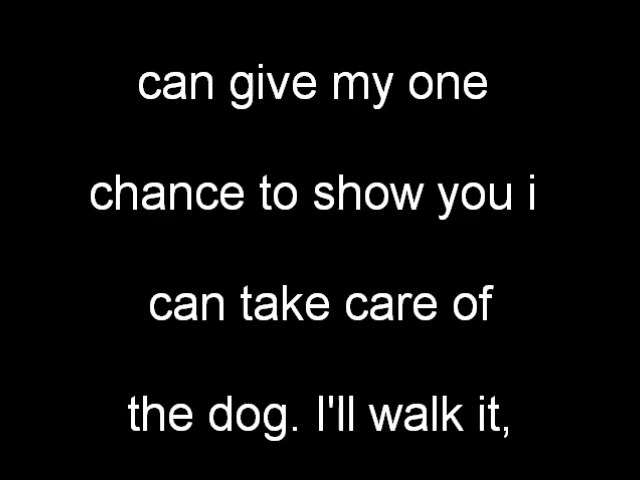 can give my one
chance to show you i
can take care of
the dog. I'll walk it,